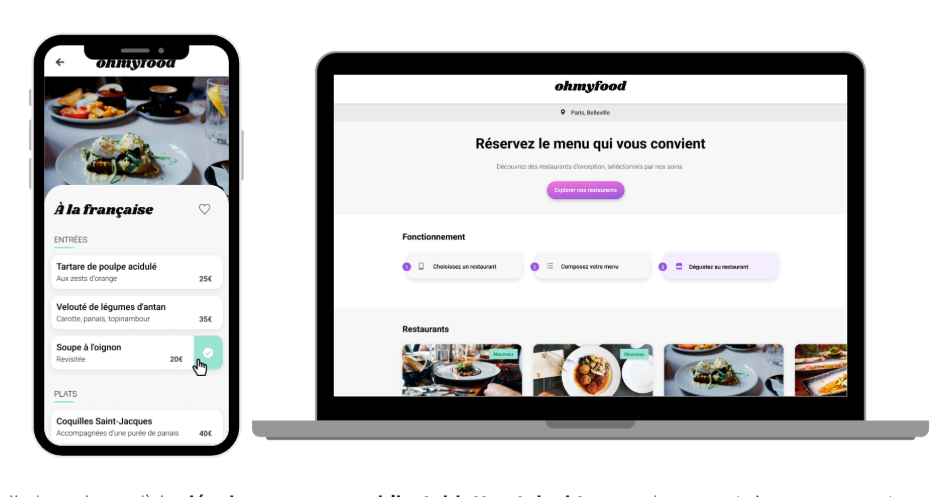 ohmyfood
À la française
ENTRÉES
Tartare de poulpe acidulé
Aux zests d'orange
25€
Velouté de légumes d'antan
Carotte, panais, topinambour
35€
Soupe à l'oignon
Revisitée
20€
PLATS
Coquilles Saint-Jacques
Accompagnées d'une purée de panais
40€
ohmyfood
Paris, Belleville
Réservez le menu qui vous convient
Découvrez des restaurants d'exception, séléctionnés par nos soins.
Explorer nos restaurants
Fonctionnement
1 Choisissez un restaurant
2 Composez votre menu
3 Dégustez au restaurant
Restaurants
Nouveau
Nouveau